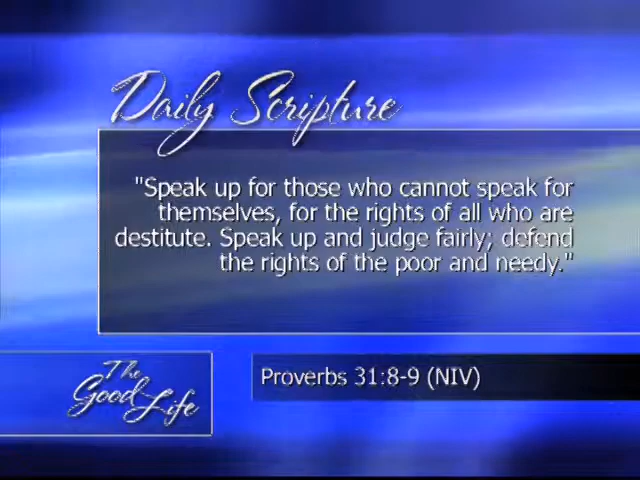 Daily Scripture
"Speak up for those who cannot speak for
themselves, for the rights of all who are
destitute. Speak up and judge fairly; defend
the rights of the poor and needy."
The
Good Life
Proverbs 31:8-9 (NIV)